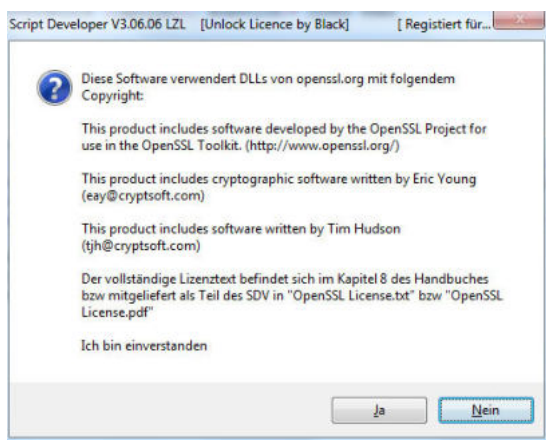 Script Developer V3.06.06 LZL [Unlock Licence by Black] [ Registiert für...
Diese Software verwendert DLLs von openssl.org mit folgendem
Copyright:
This product includes software developed by the OpenSSL Project for
use in the OpenSSL Toolkit. (http://www.openssl.org/)
This product includes cryptographic software written by Eric Young
(eay@cryptsoft.com)
This product includes software written by Tim Hudson
(tjh@cryptsoft.com)
Der vollständige Lizenztext befindet sich im Kapitel 8 des Handbuches
bzw mitgeliefert als Teil des SDV in "OpenSSL License.txt" bzw "OpenSSL
License.pdf"
Ich bin einverstanden
Ja Nein